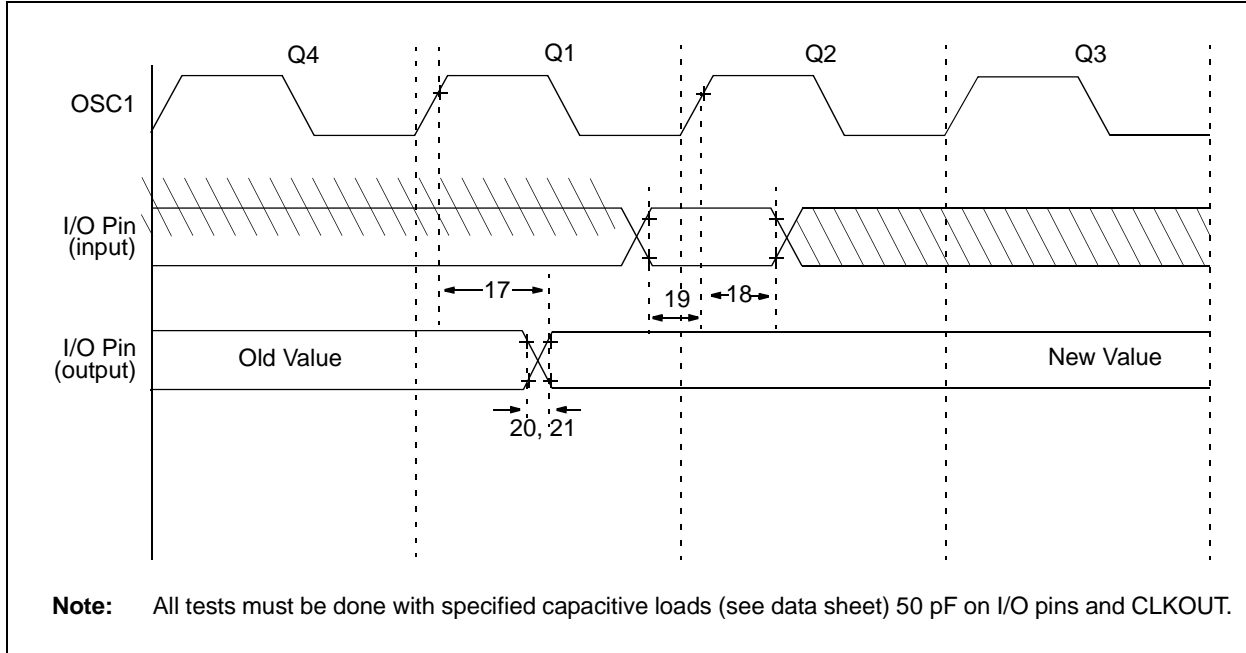 Q4 Q1 Q2 Q3
OSC1
I/O Pin
(input)
17 19 18
I/O Pin
(output)
Old Value New Value
20, 21
Note: All tests must be done with specified capacitive loads (see data sheet) 50 pF on I/O pins and CLKOUT.